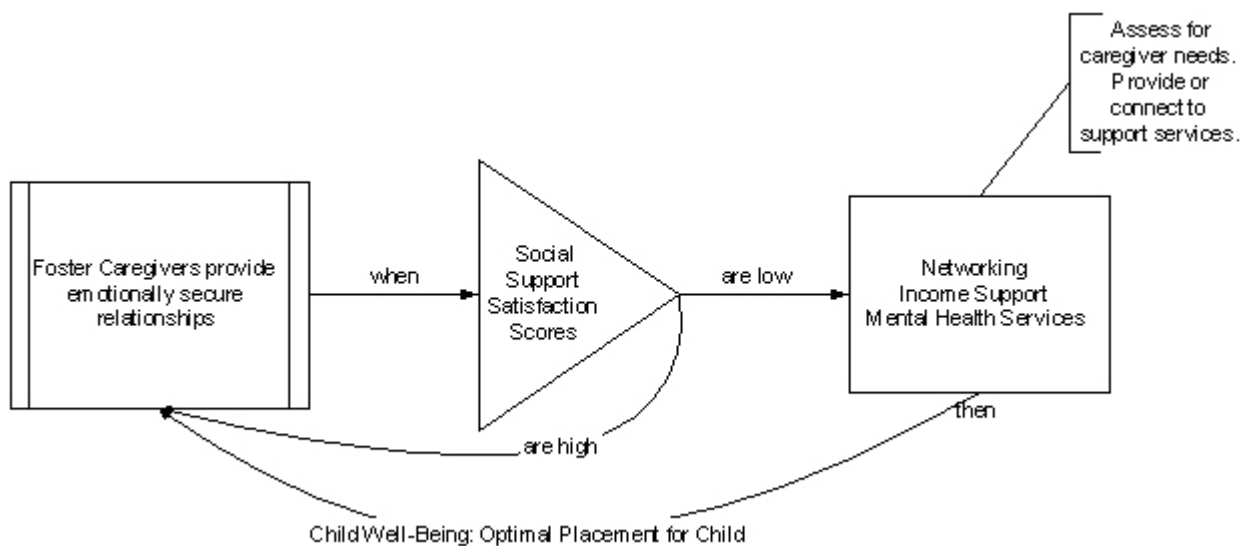 Assess for
caregiver needs.
Provide or
connect to
support services.
Foster Caregivers provide
emotionally secure
relationships
when
Social
Support
Satisfaction
Scores
are low
Networking
Income Support
Mental Health Services
are high
then
Child Well-Being: Optimal Placement for Child